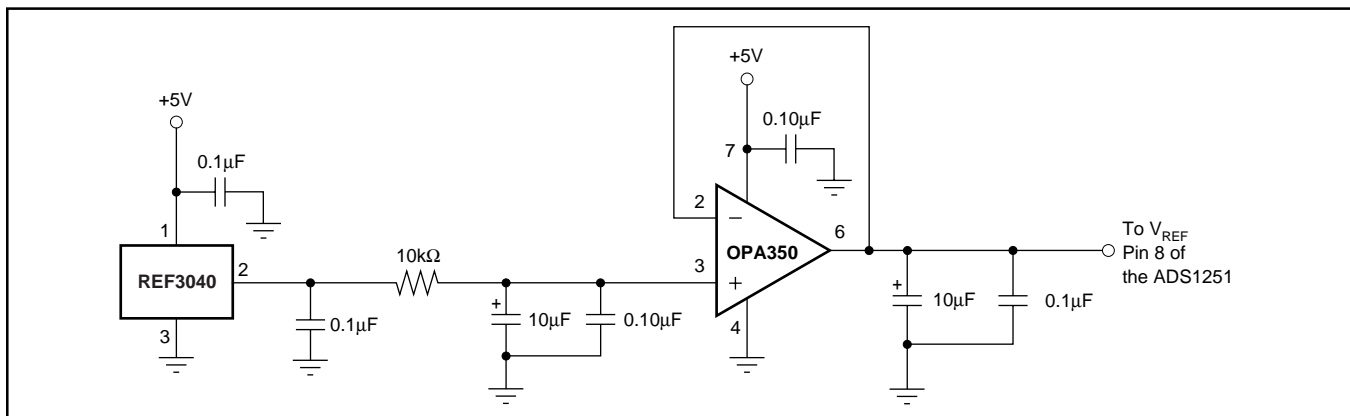 +5V
0.1µF
1
REF3040
2
3
0.1µF
10kΩ
+
10µF
0.10µF
+5V
0.10µF
7
2
−
OPA350
3
+
4
6
+
10µF
0.1µF
To VREF
Pin 8 of
the ADS1251